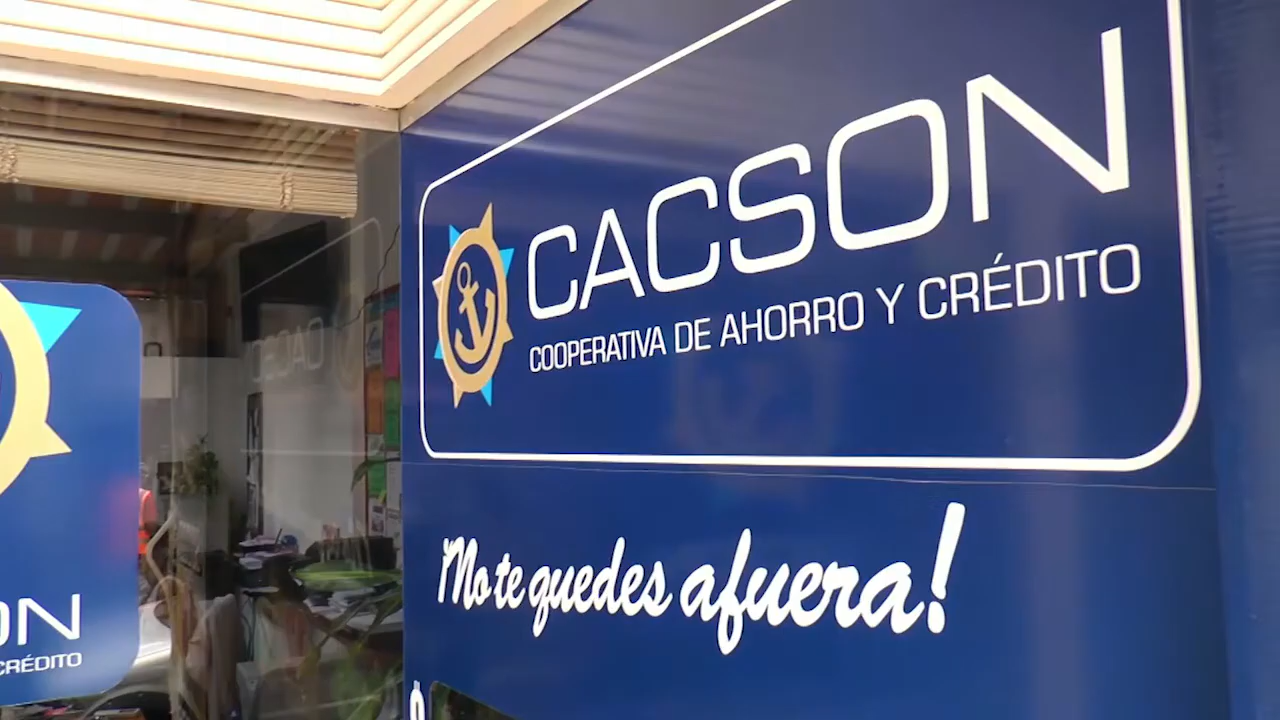 CACSON
COOPERATIVA DE AHORRO Y CRÉDITO
¡No te quedes afuera!
ON
CRÉDITO